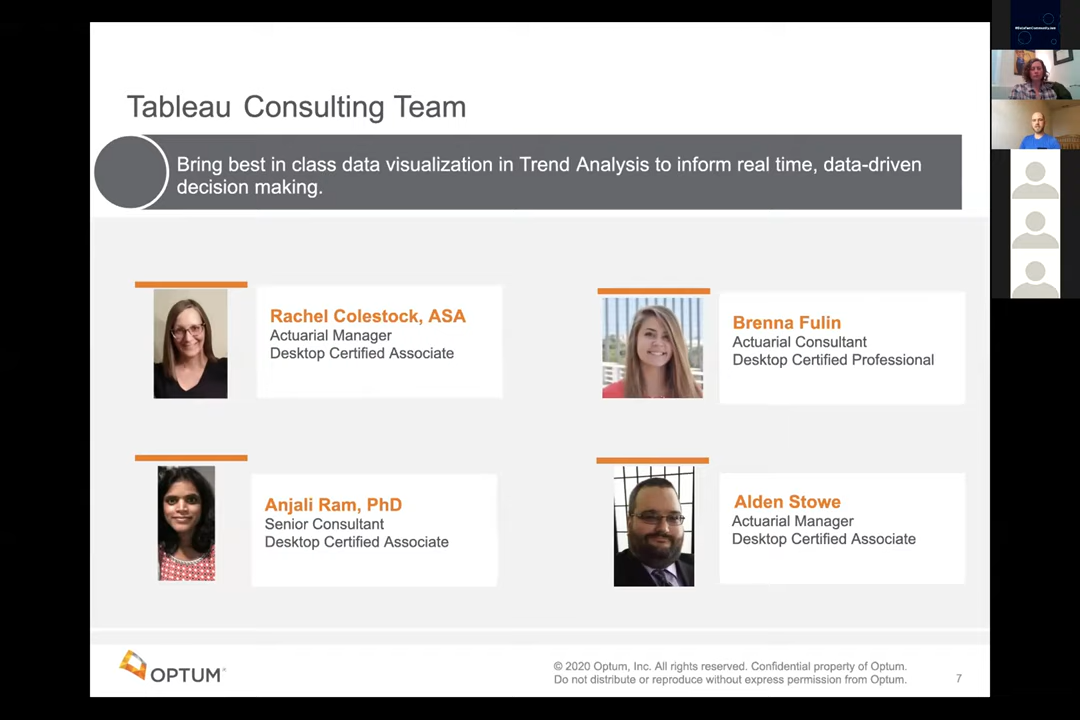 Tableau Consulting Team
Bring best in class data visualization in Trend Analysis to inform real time, data-driven
decision making.
Rachel Colestock, ASA
Actuarial Manager
Desktop Certified Associate
Brenna Fulin
Actuarial Consultant
Desktop Certified Professional
Anjali Ram, PhD
Senior Consultant
Desktop Certified Associate
Alden Stowe
Actuarial Manager
Desktop Certified Associate
OPTUM®
© 2020 Optum, Inc. All rights reserved. Confidential property of Optum.
Do not distribute or reproduce without express permission from Optum.
7